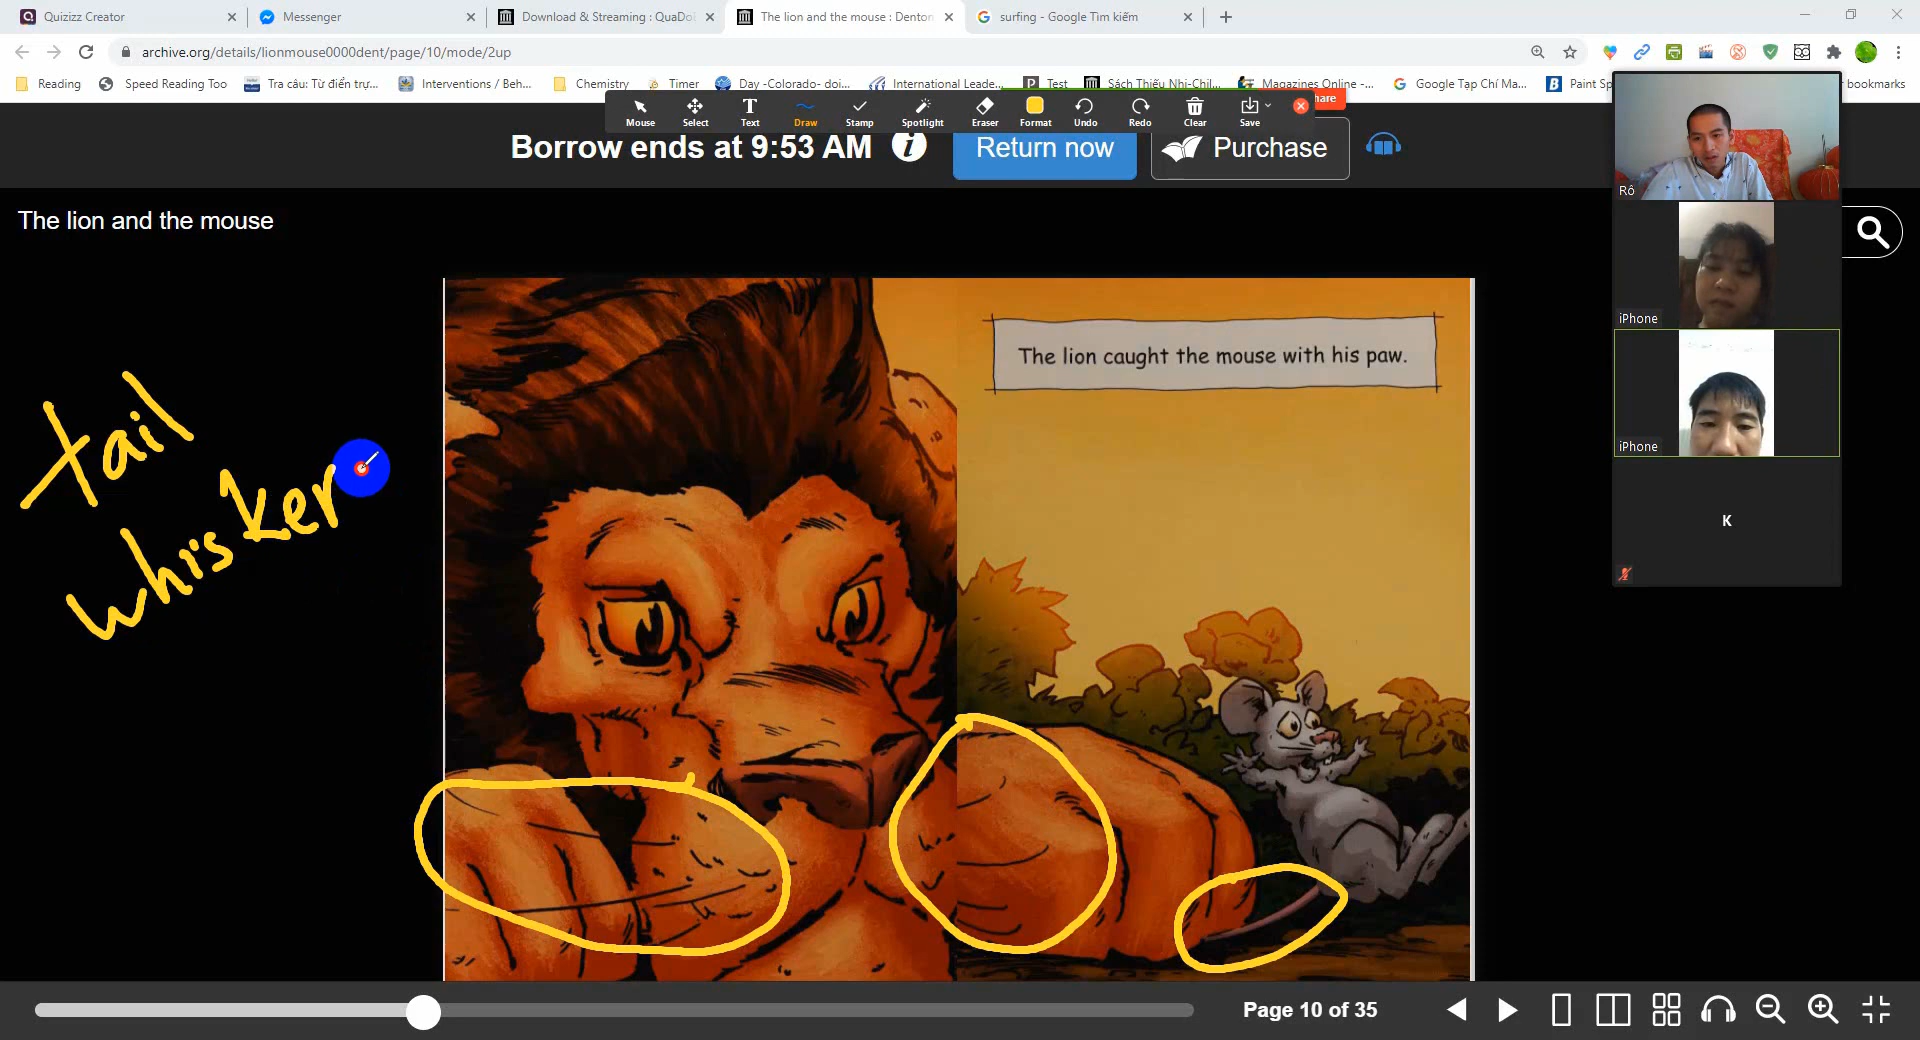 Quizizz Creator
Messenger
Download & Streaming : QuaDo
The lion and the mouse : Denton
surfing - Google Tìm kiếm
archive.org/details/lionmouse0000dent/page/10/mode/2up
Reading
Speed Reading Too
Tra câu: Từ điển trự...
Interventions / Beh...
Chemistry
Timer
Day -Colorado- doi...
International Leade...
Test
Sách Thiếu Nhi-Chil...
Magazines Online -...
Google Tạp Chí Ma...
Paint Sp
r bookmarks
Mouse
Select
Text
Draw
Stamp
Spotlight
Eraser
Format
Undo
Redo
Clear
Save
hare
Borrow ends at 9:53 AM
Return now
Purchase
The lion and the mouse
The lion caught the mouse with his paw.
tail
whisker
Rô
iPhone
iPhone
K
Page 10 of 35